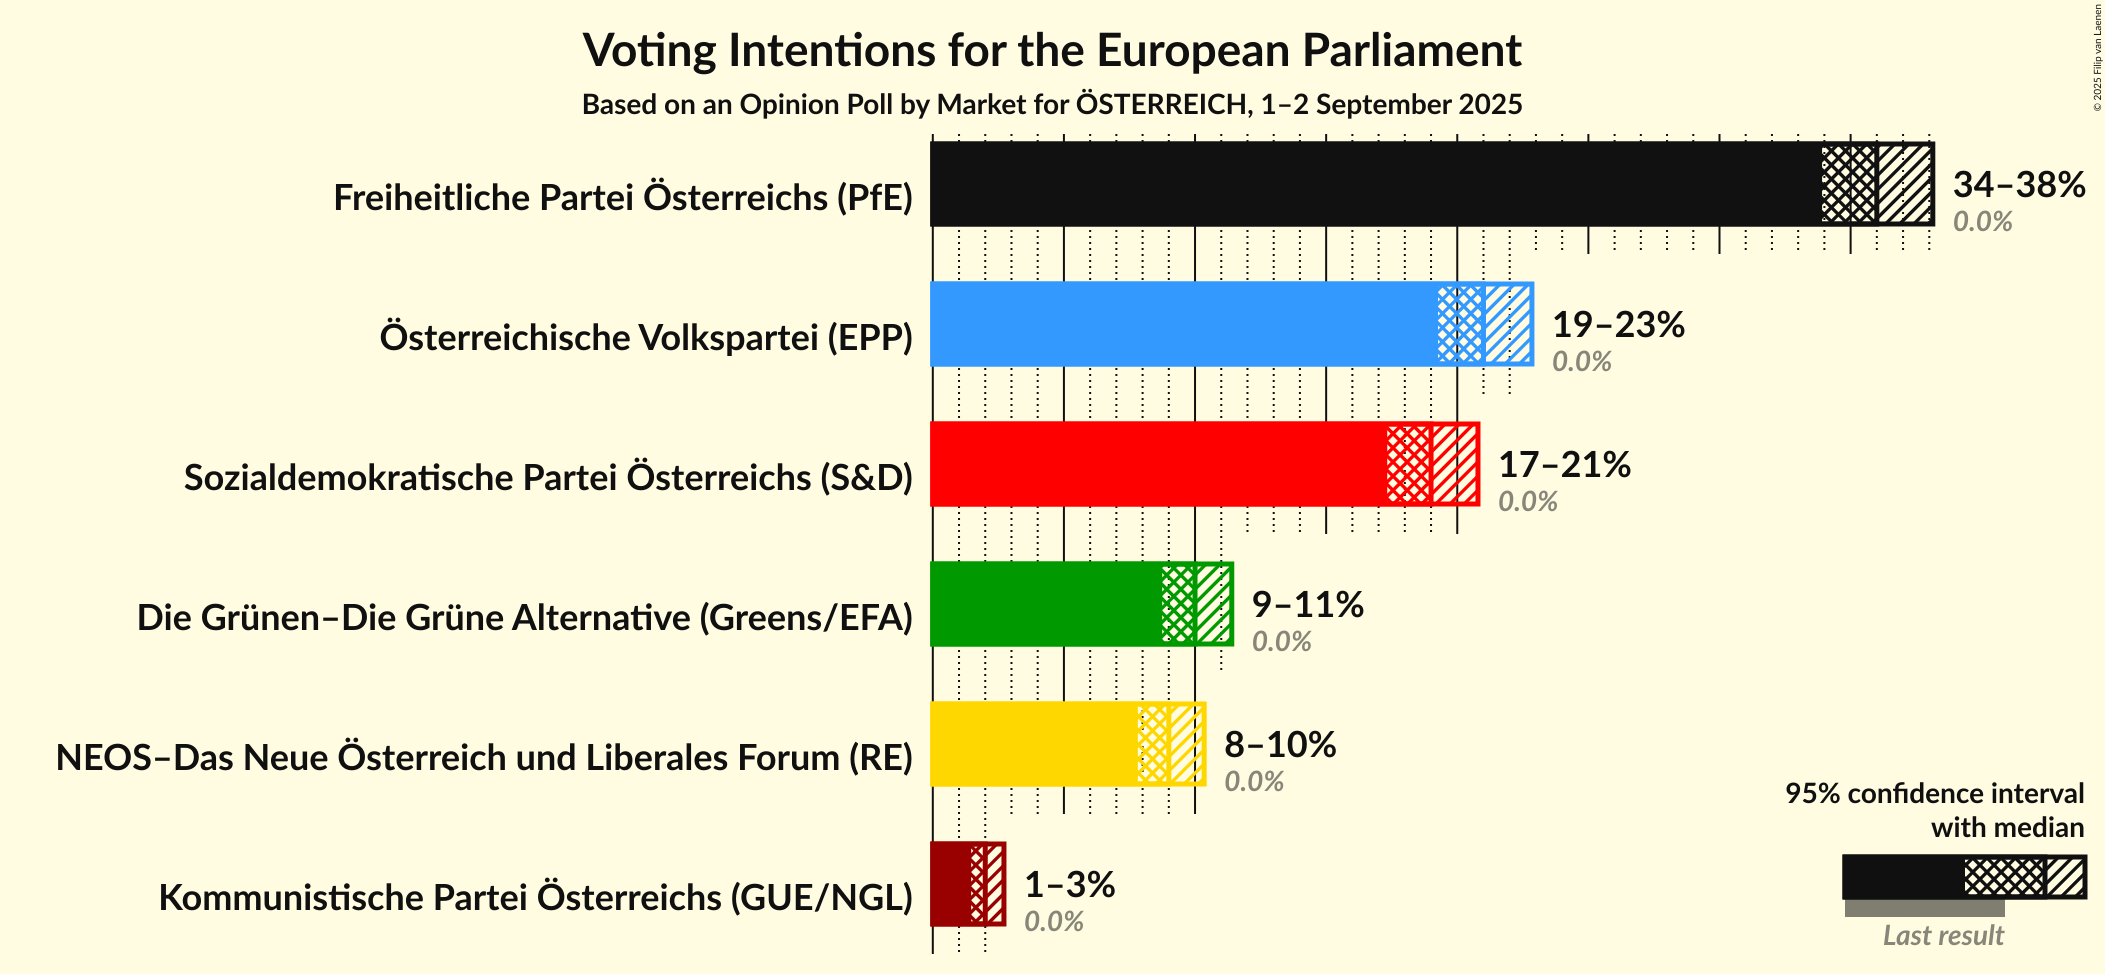 Voting Intentions for the European Parliament
Based on an Opinion Poll by Market for ÖSTERREICH, 1–2 September 2025
© 2025 Filip van Laenen
Freiheitliche Partei Österreichs (PfE)
34–38%
0.0%
Österreichische Volkspartei (EPP)
19–23%
0.0%
Sozialdemokratische Partei Österreichs (S&D)
17–21%
0.0%
Die Grünen–Die Grüne Alternative (Greens/EFA)
9–11%
0.0%
NEOS–Das Neue Österreich und Liberales Forum (RE)
8–10%
0.0%
Kommunistische Partei Österreichs (GUE/NGL)
1–3%
0.0%
95% confidence interval
with median
Last result